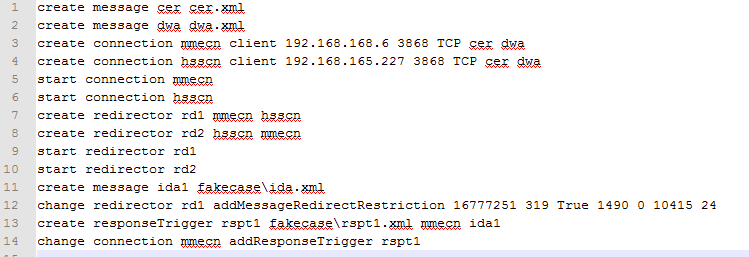 1 create message cer cer.xml
2 create message dwa dwa.xml
3 create connection mmecn client 192.168.168.6 3868 TCP cer dwa
4 create connection hsscn client 192.168.165.227 3868 TCP cer dwa
5 start connection mmecn
6 start connection hsscn
7 create redirector rd1 mmecn hsscn
8 create redirector rd2 hsscn mmecn
9 start redirector rd1
10 start redirector rd2
11 create message ida1 fakecase\ida.xml
12 change redirector rd1 addMessageRedirectRestriction 16777251 319 True 1490 0 10415 24
13 create responseTrigger rspt1 fakecase\rspt1.xml mmecn ida1
14 change connection mmecn addResponseTrigger rspt1
15